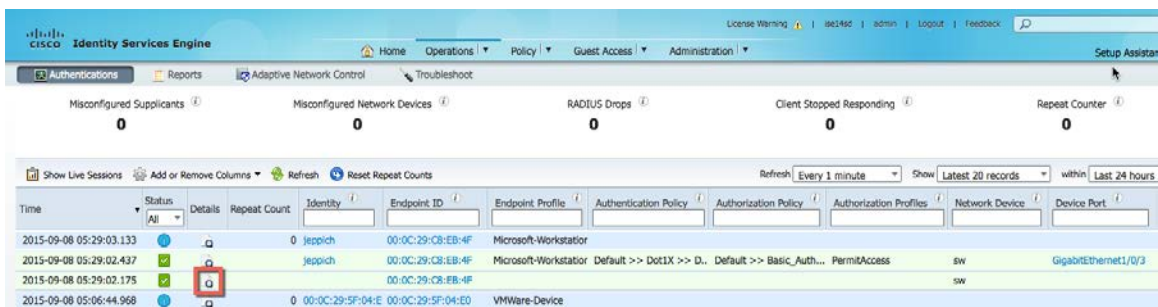 License Warning | ise14sd | admin | Logout | Feedback
CISCO Identity Services Engine
Home Operations Policy Guest Access Administration
Setup Assistan
Authentications Reports Adaptive Network Control Troubleshoot
Misconfigured Supplicants Misconfigured Network Devices RADIUS Drops Client Stopped Responding Repeat Counter
0 0 0 0 0
Show Live Sessions Add or Remove Columns Refresh Reset Repeat Counts Refresh Every 1 minute Show Latest 20 records within Last 24 hours
Time Status Details Repeat Count Identity Endpoint ID Endpoint Profile Authentication Policy Authorization Policy Authorization Profiles Network Device Device Port
All
2015-09-08 05:29:03.133 0 jeppich 00:0C:29:C8:EB:4F Microsoft-Workstation
2015-09-08 05:29:02.437 jeppich 00:0C:29:C8:EB:4F Microsoft-Workstation Default >> Dot1X >> D.. Default >> Basic_Auth... PermitAccess sw GigabitEthernet1/0/3
2015-09-08 05:29:02.175 00:0C:29:C8:EB:4F sw
2015-09-08 05:06:44.968 0 00:0C:29:5F:04:E 00:0C:29:5F:04:E0 VMWare-Device